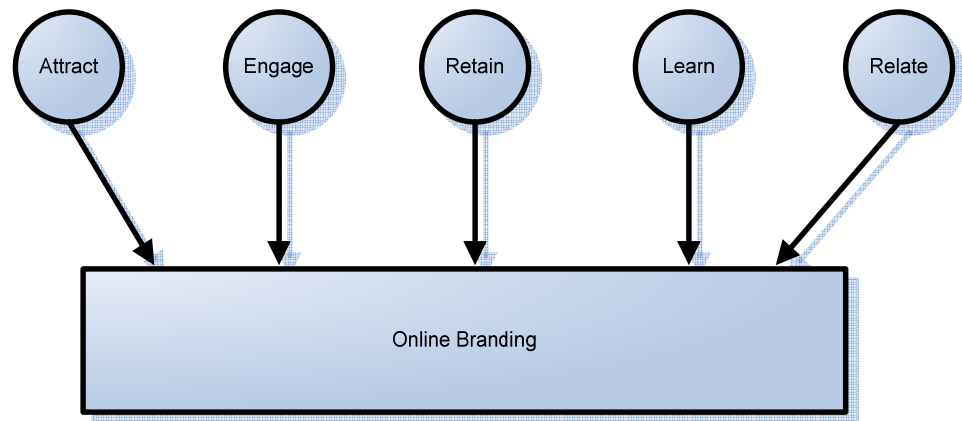 Attract
Engage
Retain
Learn
Relate
Online Branding